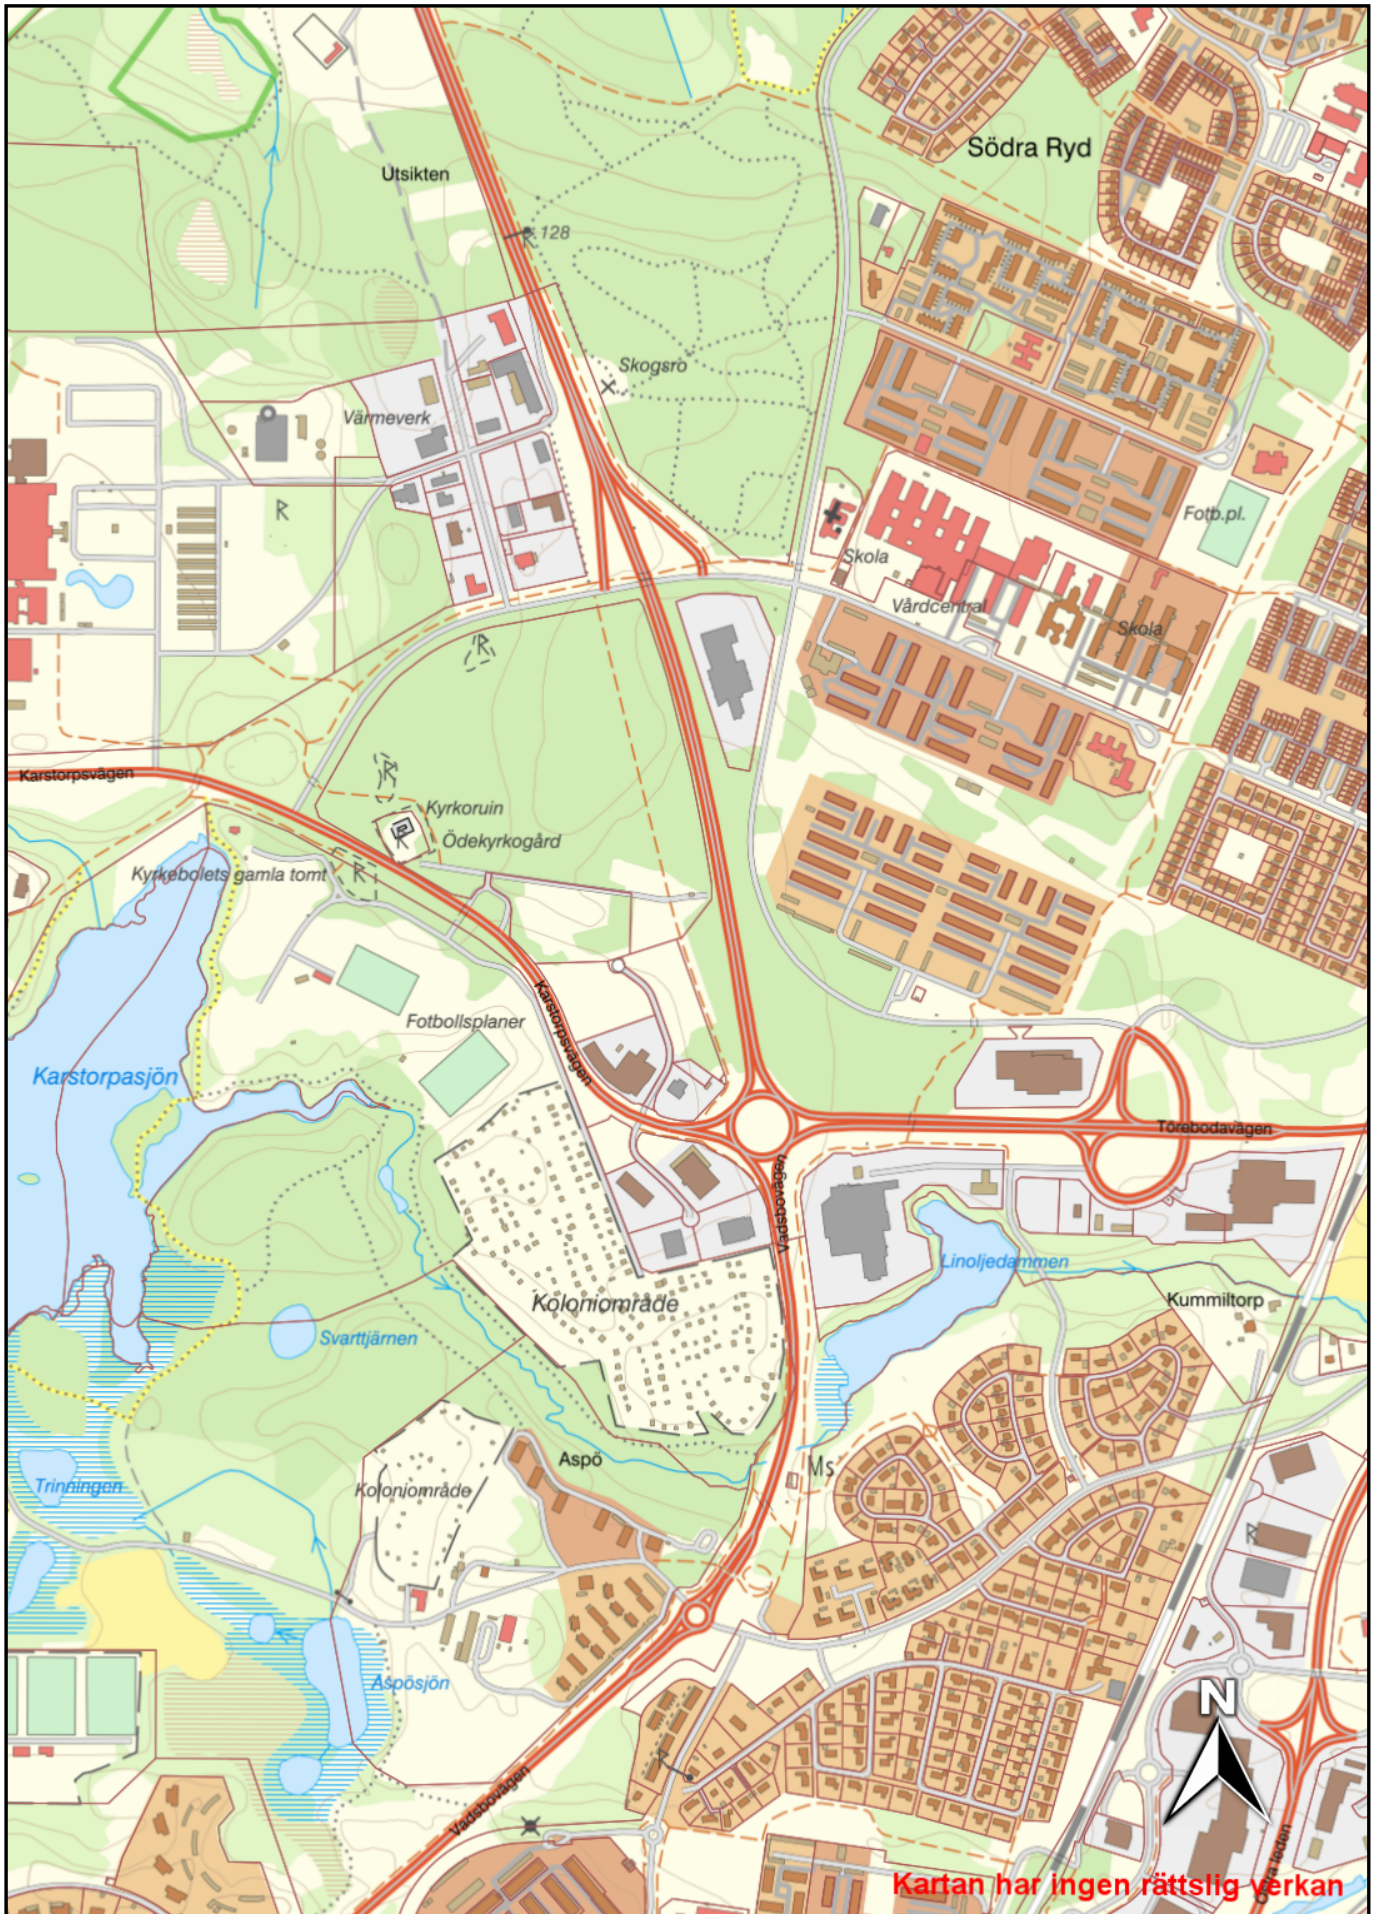 Södra Ryd
Utsikten
R 128
Skogsro
Värmeverk
R
Fotb.pl.
Skola
Vårdcentral
Skola
R
Karstorpsvägen
R
Kyrkoruin
R
Ödekyrkogård
Kyrkebolets gamla tomt
R
Karstorpsvägen
Fotbollsplaner
Karstorpasjön
Törebodavägen
Vadsbovägen
Linoljedammen
Kummiltorp
Koloniområde
Svarttjärnen
Aspö
Ms
Trinningen
Koloniområde
R
Aspösjön
N
R
Vadsbovägen
Kartan har ingen rättslig verkan